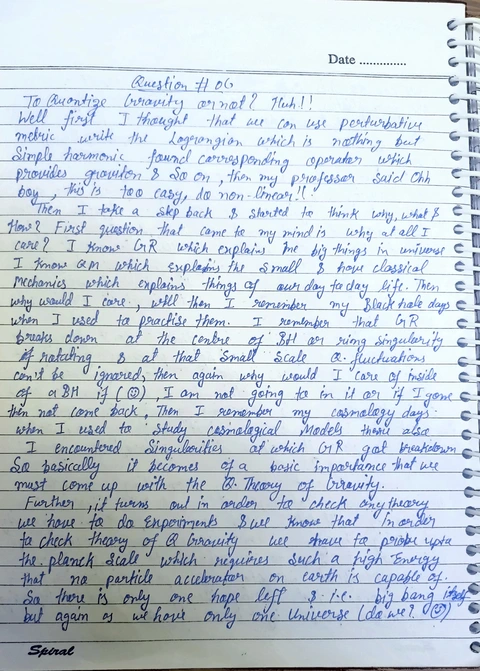 Date ..............
Question # 06
To Quantize Gravity or not? Huh!!
Well first I thought that we can use perturbative
metric write the Lagrangian which is nothing but
Simple harmonic found corresponding operator which
provides graviton & So on, then my professor said Ohh
boy, this is too easy, do non-linear!!
Then I take a step back & started to think why, what &
How? First question that came to my mind is why at all I
care? I know GR which explains the big things in universe
I know QM which explains the small & have classical
Mechanics which explains things of our day to day life. Then
why would I care, well then I remember my Black hole days
when I used to practise them. I remember that GR
breaks down at the centre of BH or ring singularity
if rotating & at that Small Scale Q. fluctuations
can't be ignored, then again why would I care of inside
of a BH if (☺), I am not going to in it or if I gone
then not come back, Then I remember my cosmology days
when I used to study cosmological Models there also
I encountered Singularities at which GR got breakdown
So basically it becomes of a basic importance that we
must come up with the Q. Theory of Gravity.
Further, it turns out in order to check any theory
we have to do Experiments & we know that In order
to check theory of Q Gravity we have to probe upto
the planck Scale which requires Such a high Energy
that no particle accelerator on earth is capable of.
So there is only one hope left & i.e. big bang itself
but again as we have only one Universe (do we? ☺)
Spiral